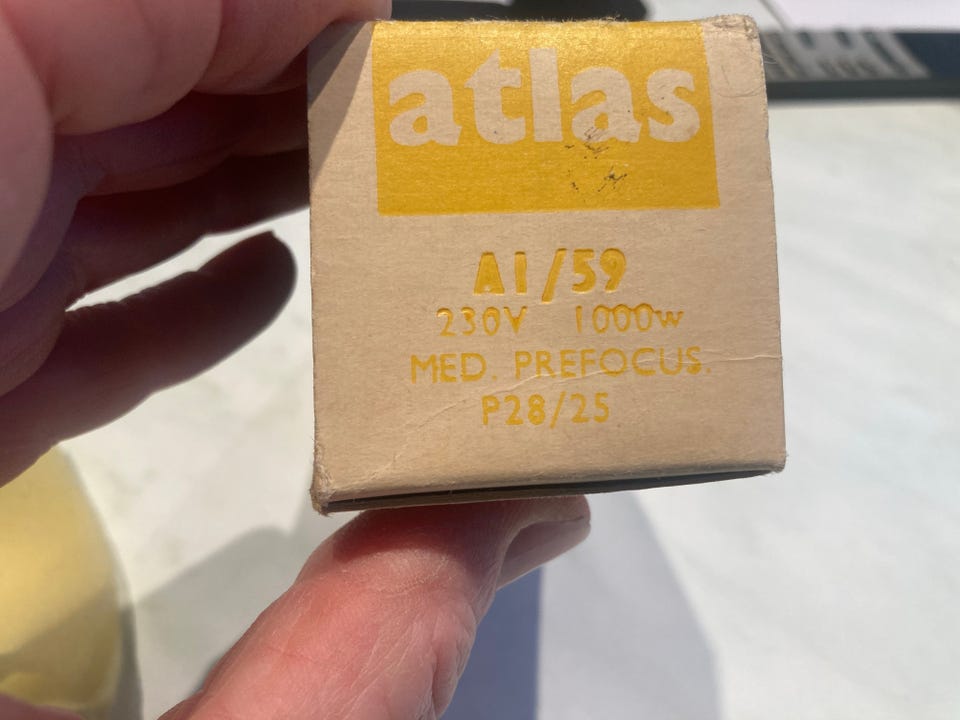 atlas
A1/59
230V 1000w
MED. PREFOCUS.
P28/25